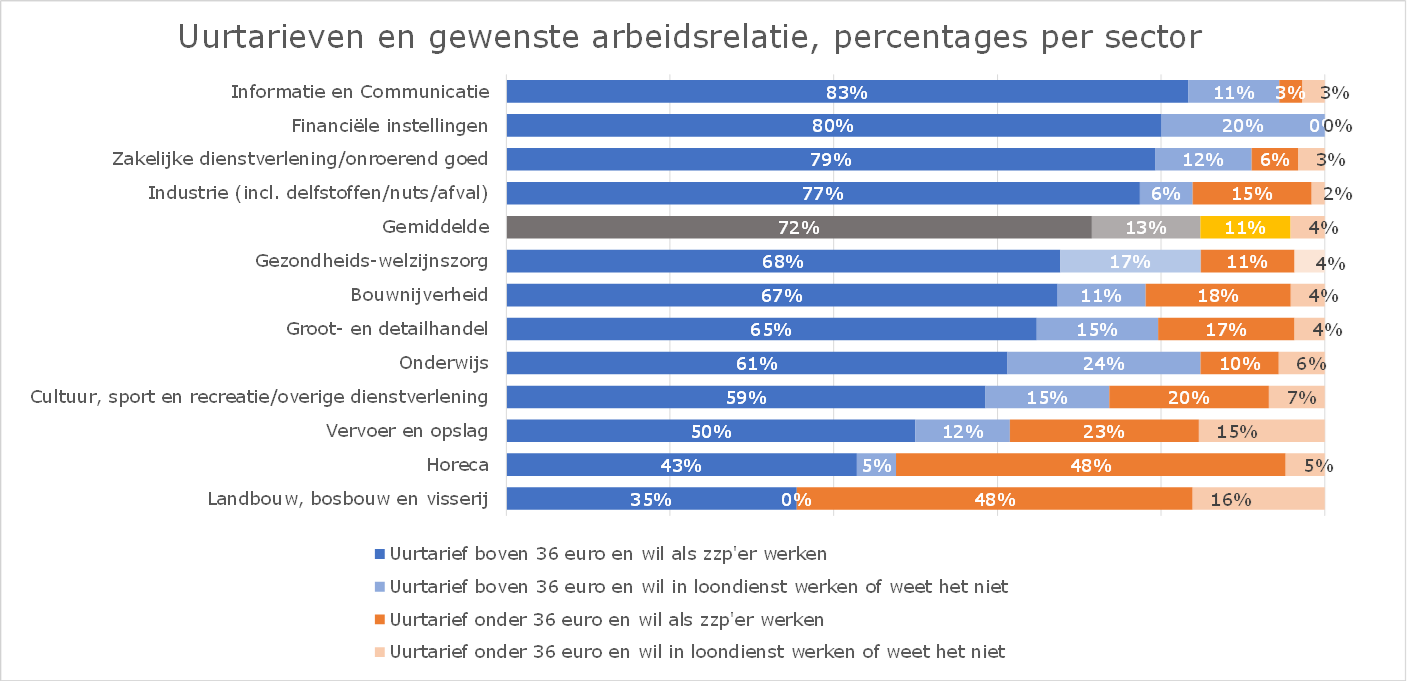 Uurtarieven en gewenste arbeidsrelatie, percentages per sector
Informatie en Communicatie 83% 11% 3% 3%
Financiële instellingen 80% 20% 0 0%
Zakelijke dienstverlening/onroerend goed 79% 12% 6% 3%
Industrie (incl. delfstoffen/nuts/afval) 77% 6% 15% 2%
Gemiddelde 72% 13% 11% 4%
Gezondheids-welzijnszorg 68% 17% 11% 4%
Bouwnijverheid 67% 11% 18% 4%
Groot- en detailhandel 65% 15% 17% 4%
Onderwijs 61% 24% 10% 6%
Cultuur, sport en recreatie/overige dienstverlening 59% 15% 20% 7%
Vervoer en opslag 50% 12% 23% 15%
Horeca 43% 5% 48% 5%
Landbouw, bosbouw en visserij 35% 0% 48% 16%
Uurtarief boven 36 euro en wil als zzp'er werken
Uurtarief boven 36 euro en wil in loondienst werken of weet het niet
Uurtarief onder 36 euro en wil als zzp'er werken
Uurtarief onder 36 euro en wil in loondienst werken of weet het niet